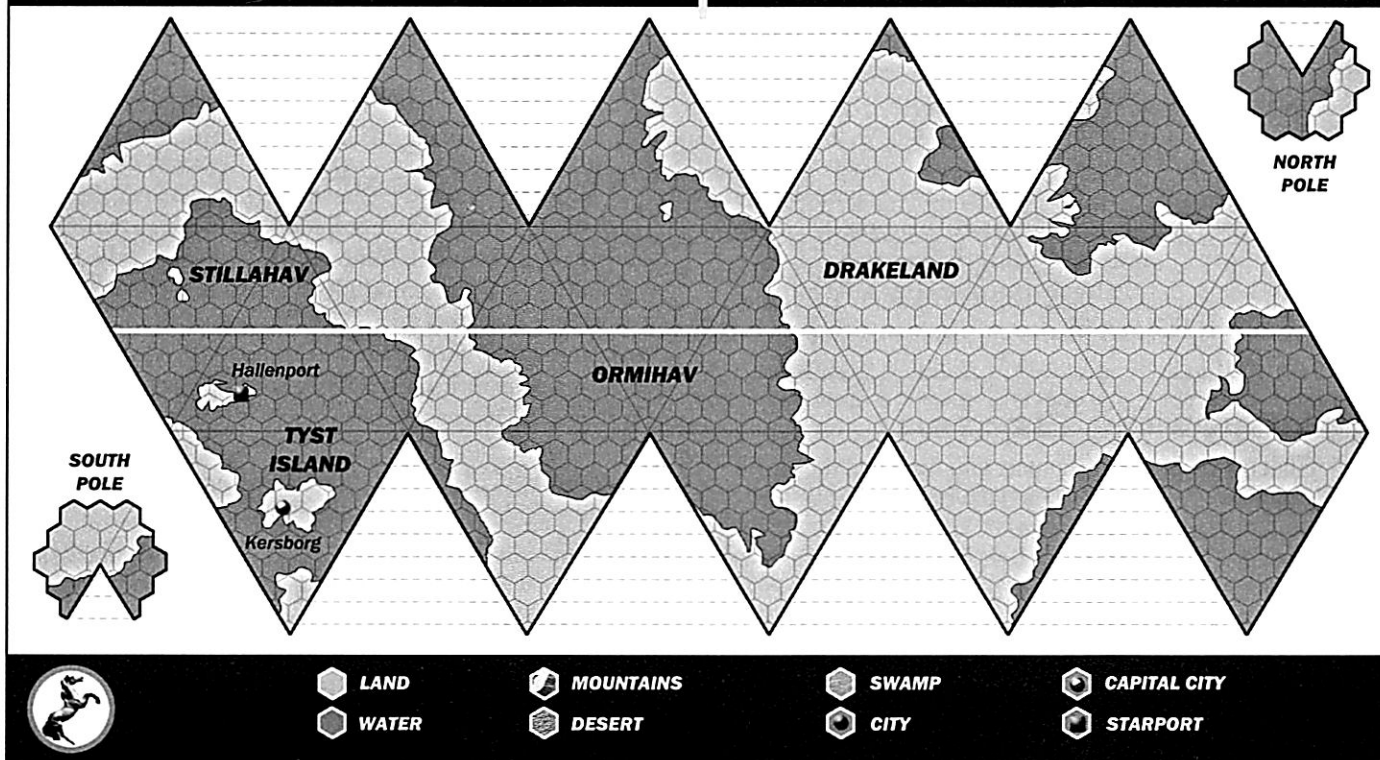 NORTH
POLE
STILLAHAV
DRAKELAND
Hallenport
ORMIHAV
TYST
ISLAND
SOUTH
POLE
Kersborg
LAND
MOUNTAINS
SWAMP
CAPITAL CITY
WATER
DESERT
CITY
STARPORT